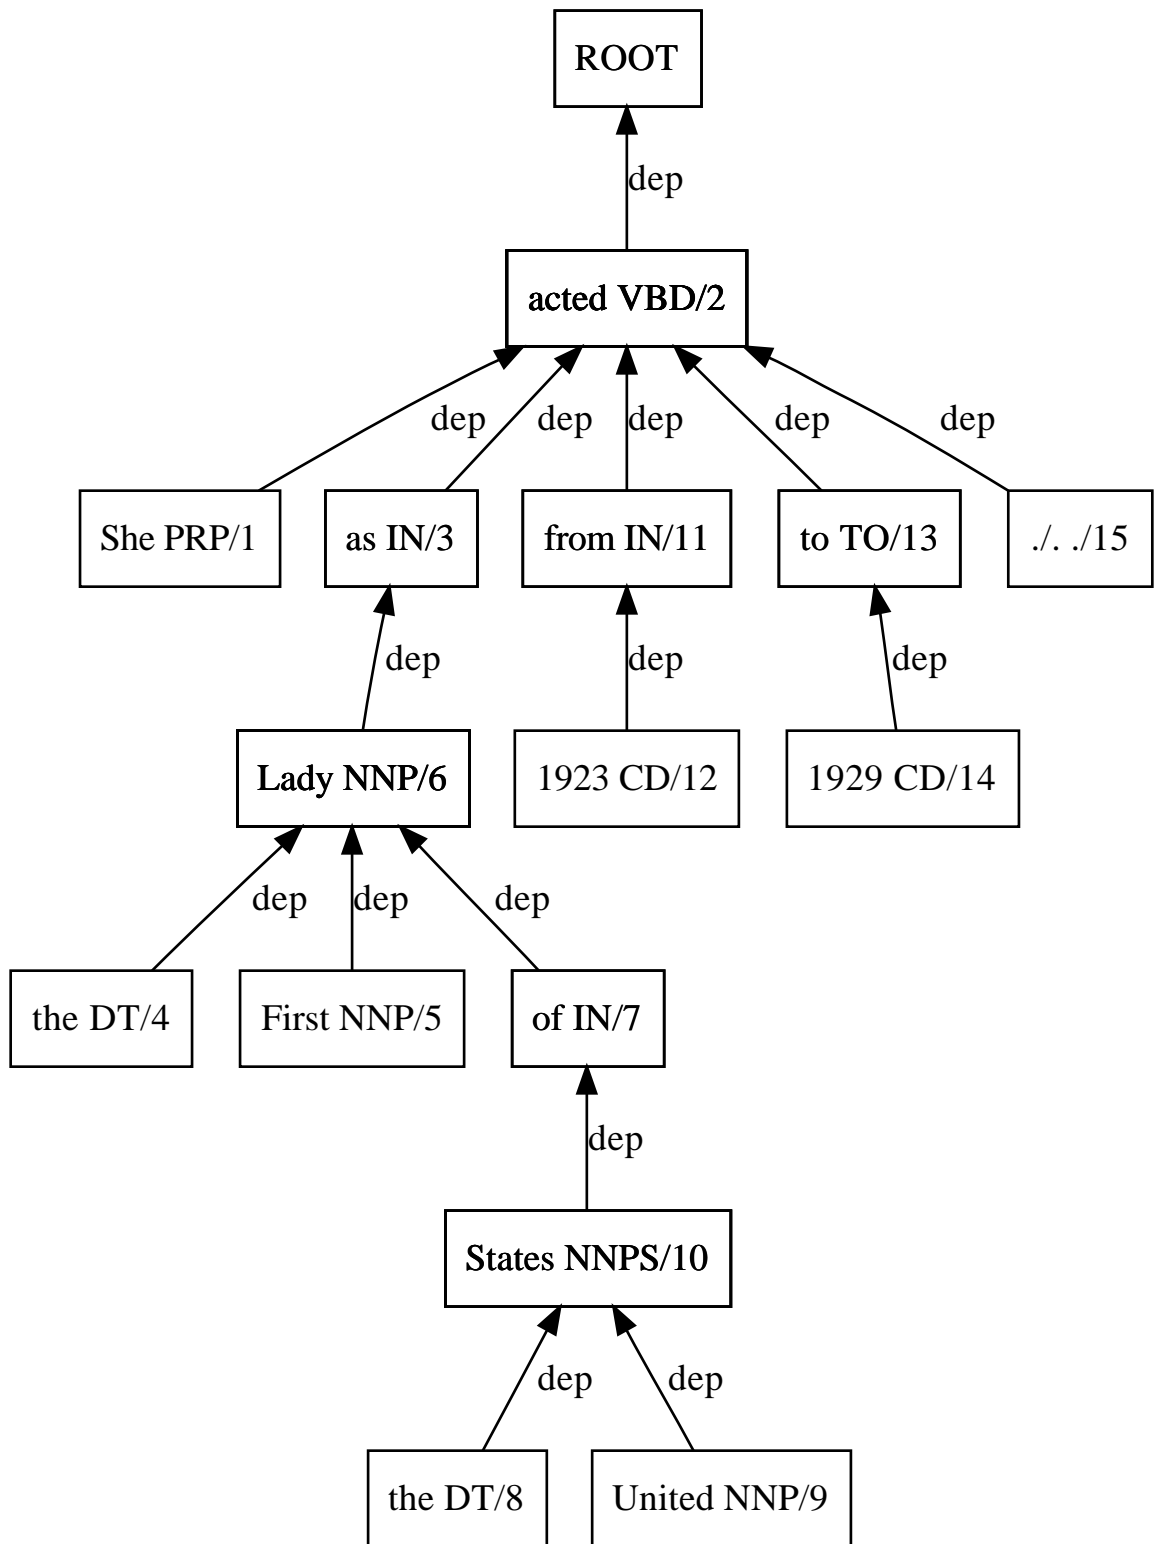 ROOT
dep
acted VBD/2
dep dep dep dep dep
She PRP/1 as IN/3 from IN/11 to TO/13 ./. ./15
dep dep dep
Lady NNP/6 1923 CD/12 1929 CD/14
dep dep dep
the DT/4 First NNP/5 of IN/7
dep
States NNPS/10
dep dep
the DT/8 United NNP/9